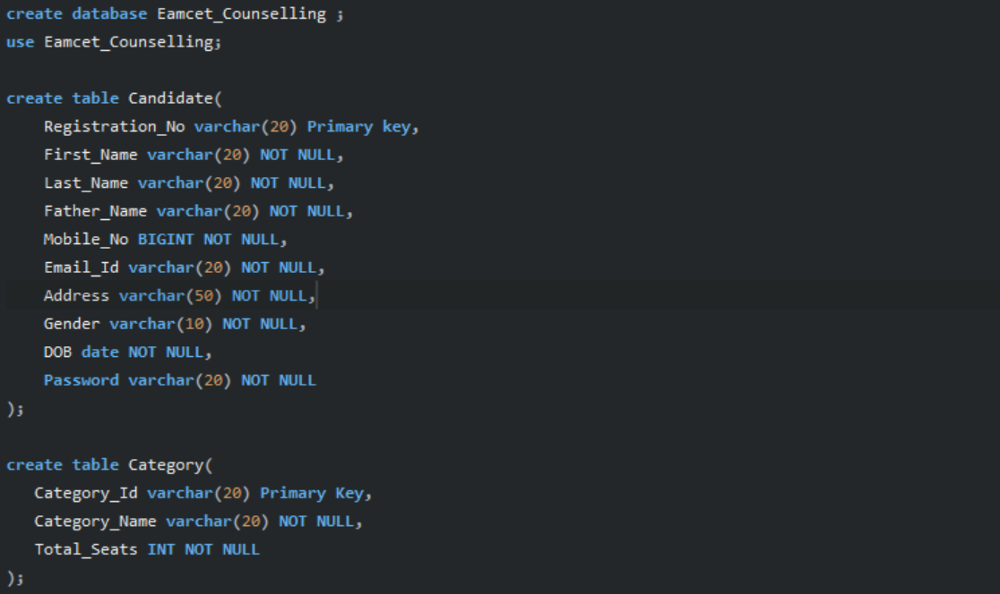 create database Eamcet_Counselling ;
use Eamcet_Counselling;
create table Candidate(
Registration_No varchar(20) Primary key,
First_Name varchar(20) NOT NULL,
Last_Name varchar(20) NOT NULL,
Father_Name varchar(20) NOT NULL,
Mobile_No BIGINT NOT NULL,
Email_Id varchar(20) NOT NULL,
Address varchar(50) NOT NULL,
Gender varchar(10) NOT NULL,
DOB date NOT NULL,
Password varchar(20) NOT NULL
);
create table Category(
Category_Id varchar(20) Primary Key,
Category_Name varchar(20) NOT NULL,
Total_Seats INT NOT NULL
);